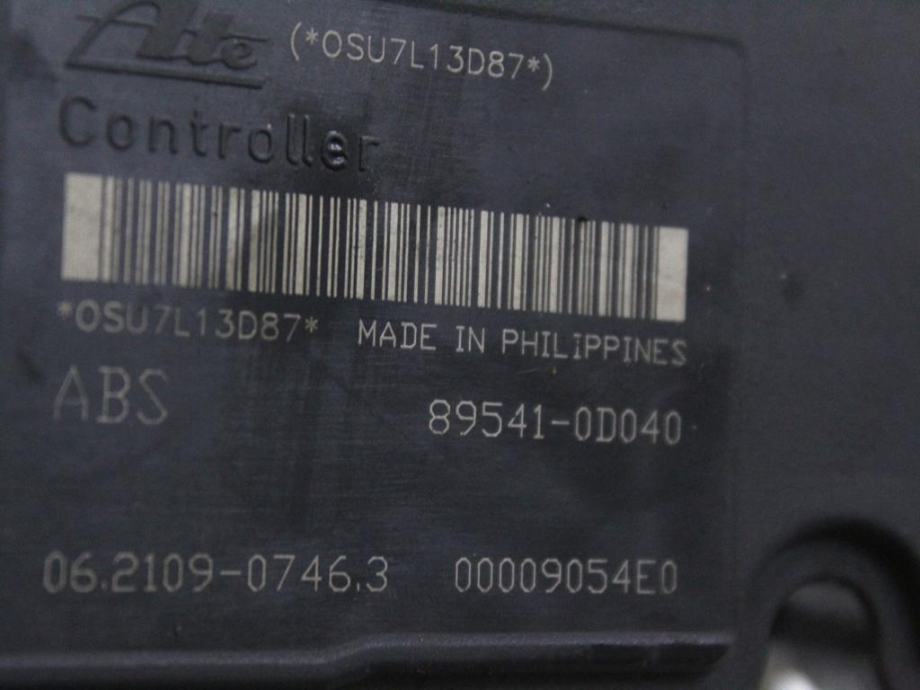 Ate (*OSU7L13D87*)
Controller
*OSU7L13D87* MADE IN PHILIPPINES
ABS 89541-0D040
06.2109-0746.3 00009054E0